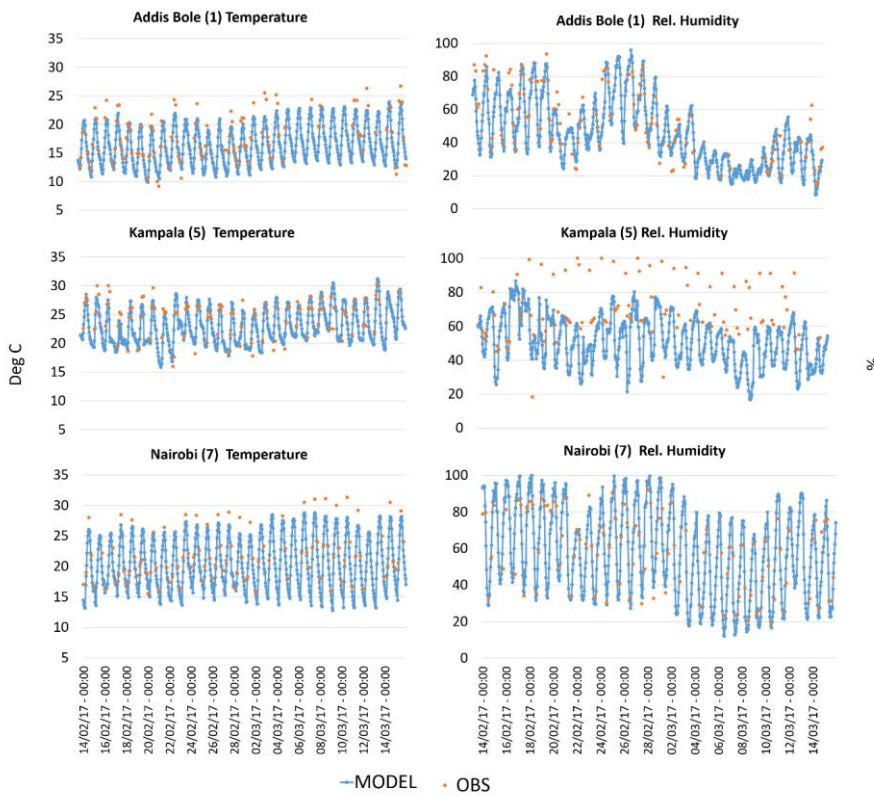 Addis Bole (1) Temperature
35
30
25
20
15
10
5
Addis Bole (1) Rel. Humidity
100
80
60
40
20
0
Kampala (5) Temperature
35
30
25
20
15
10
5
Kampala (5) Rel. Humidity
100
80
60
40
20
0
Deg C
%
Nairobi (7) Temperature
35
30
25
20
15
10
5
Nairobi (7) Rel. Humidity
100
80
60
40
20
0
14/02/17 - 00:00
16/02/17 - 00:00
18/02/17 - 00:00
20/02/17 - 00:00
22/02/17 - 00:00
24/02/17 - 00:00
26/02/17 - 00:00
28/02/17 - 00:00
02/03/17 - 00:00
04/03/17 - 00:00
06/03/17 - 00:00
08/03/17 - 00:00
10/03/17 - 00:00
12/03/17 - 00:00
14/03/17 - 00:00
14/02/17 - 00:00
16/02/17 - 00:00
18/02/17 - 00:00
20/02/17 - 00:00
22/02/17 - 00:00
24/02/17 - 00:00
26/02/17 - 00:00
28/02/17 - 00:00
02/03/17 - 00:00
04/03/17 - 00:00
06/03/17 - 00:00
08/03/17 - 00:00
10/03/17 - 00:00
12/03/17 - 00:00
14/03/17 - 00:00
MODEL OBS